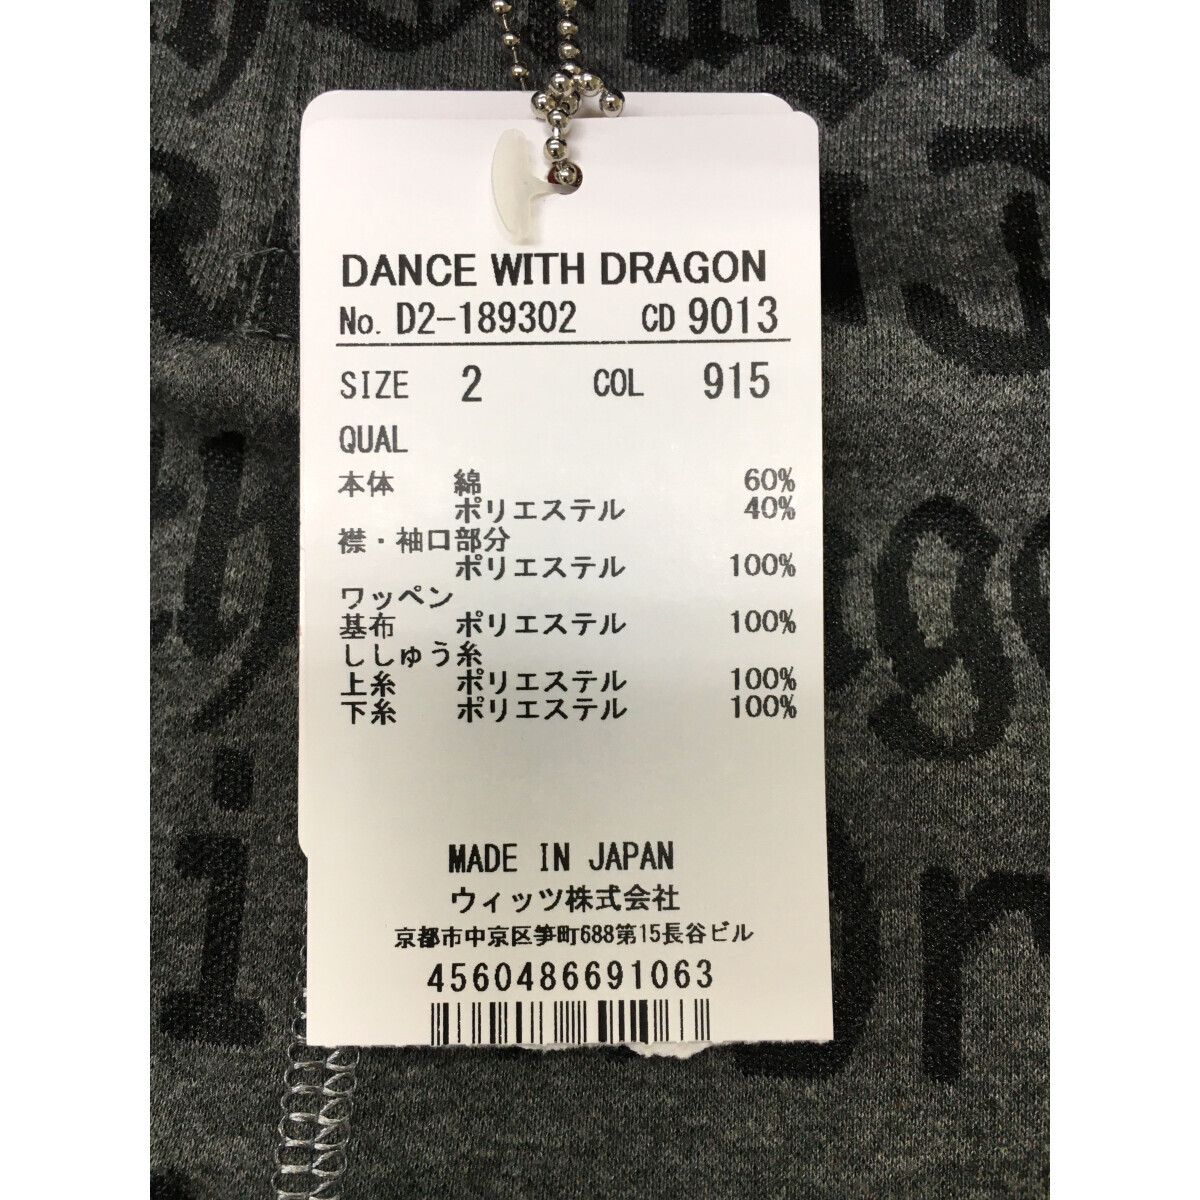 DANCE WITH DRAGON
No. D2-189302 CD 9013
SIZE 2 COL 915
QUAL
本体 綿 60%
ポリエステル 40%
襟・袖口部分
ポリエステル 100%
ワッペン
基布 ポリエステル 100%
ししゅう糸
上糸 ポリエステル 100%
下糸 ポリエステル 100%
MADE IN JAPAN
ウィッツ株式会社
京都市中京区笋町688第15長谷ビル
4560486691063